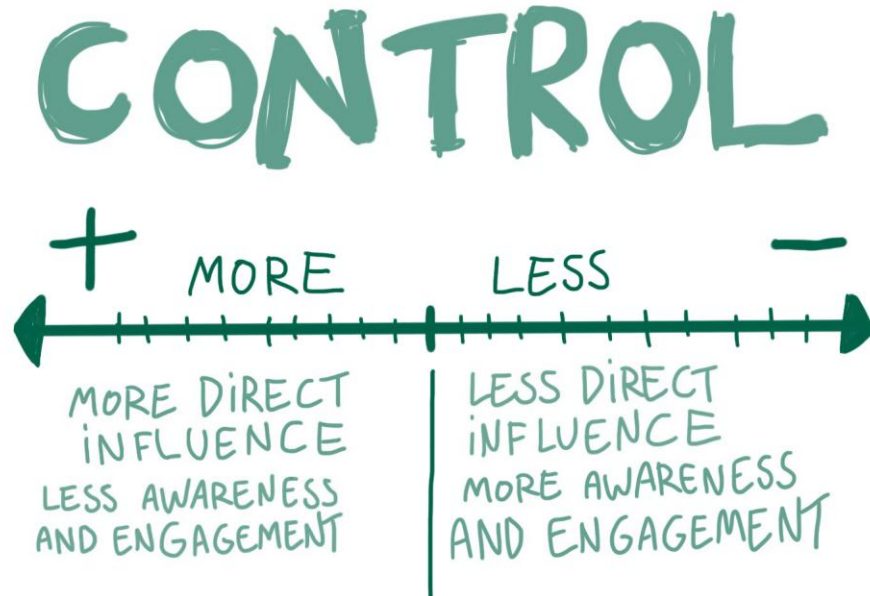 CONTROL
+ −
MORE LESS
MORE DiRECT
iNFLUENCE
LESS AWARENESS
AND ENGAGEMENT
LESS DiRECT
iNFLUENCE
MORE AWARENESS
AND ENGAGEMENT